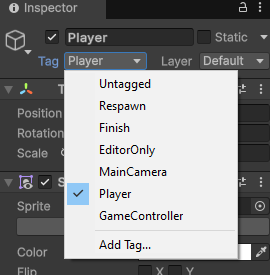 Inspector
Player
Static
Tag Player Layer Default
Untagged
Respawn
Finish
EditorOnly
MainCamera
Player
GameController
Add Tag...
T
Position
Rotation
Scale
S
Sprite
Color
Flip X Y